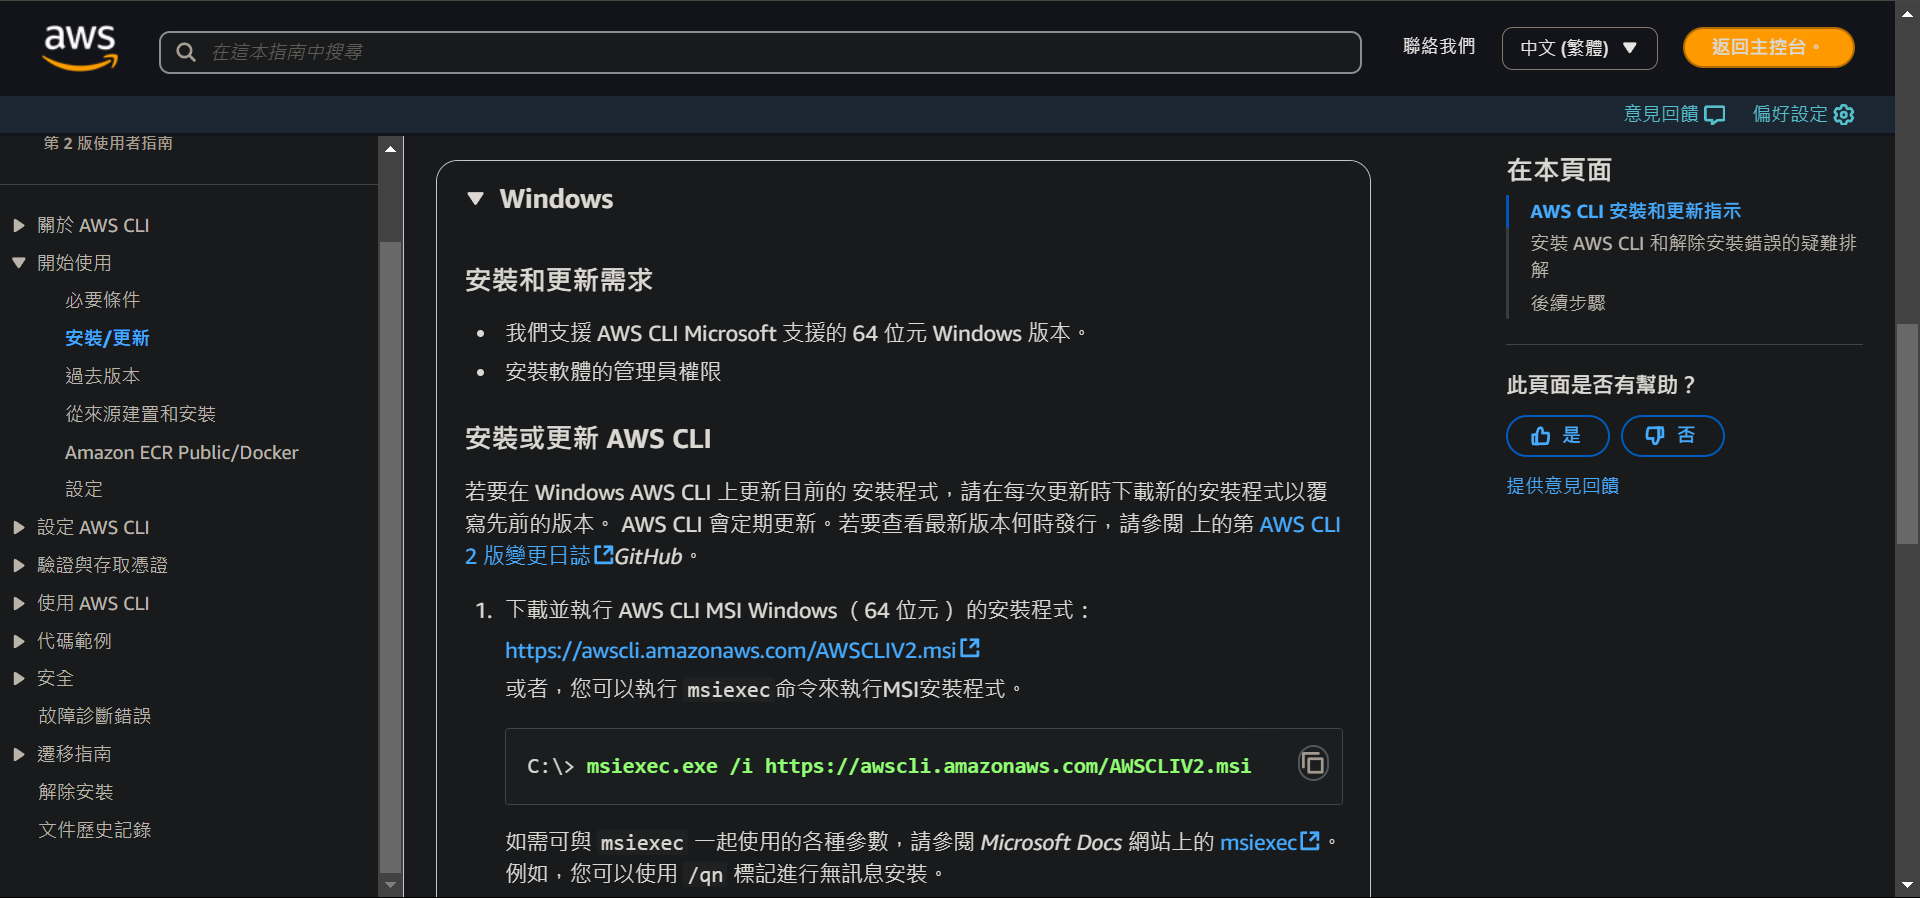 aws
在這本指南中搜尋
聯絡我們
中文 (繁體)
返回主控台。
意見回饋
偏好設定
第 2 版使用者指南
關於 AWS CLI
開始使用
必要條件
安裝/更新
過去版本
從來源建置和安裝
Amazon ECR Public/Docker
設定
設定 AWS CLI
驗證與存取憑證
使用 AWS CLI
代碼範例
安全
故障診斷錯誤
遷移指南
解除安裝
文件歷史記錄
Windows
安裝和更新需求
我們支援 AWS CLI Microsoft 支援的 64 位元 Windows 版本。
安裝軟體的管理員權限
安裝或更新 AWS CLI
若要在 Windows AWS CLI 上更新目前的 安裝程式，請在每次更新時下載新的安裝程式以覆
寫先前的版本。 AWS CLI 會定期更新。若要查看最新版本何時發行，請參閱 上的第 AWS CLI
2 版變更日誌 GitHub。
1. 下載並執行 AWS CLI MSI Windows（ 64 位元 ） 的安裝程式：
https://awscli.amazonaws.com/AWSCLIV2.msi
或者，您可以執行 msiexec 命令來執行MSI安裝程式。
C:\> msiexec.exe /i https://awscli.amazonaws.com/AWSCLIV2.msi
如需可與 msiexec 一起使用的各種參數，請參閱 Microsoft Docs 網站上的 msiexec。
例如，您可以使用 /qn 標記進行無訊息安裝。
在本頁面
AWS CLI 安裝和更新指示
安裝 AWS CLI 和解除安裝錯誤的疑難排
解
後續步驟
此頁面是否有幫助？
是
否
提供意見回饋